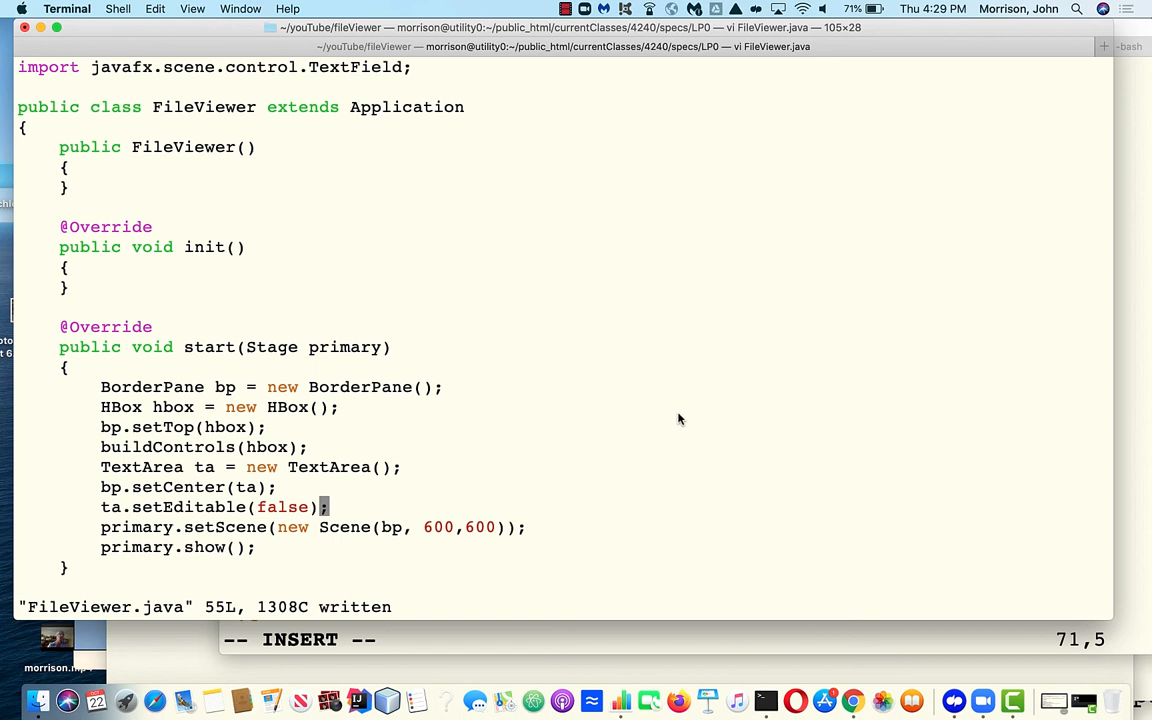 Terminal Shell Edit View Window Help 71% Thu 4:29 PM Morrison, John
~/youTube/fileViewer — morrison@utility0:~/public_html/currentClasses/4240/specs/LP0 — vi FileViewer.java — 105×28
~/youTube/fileViewer — morrison@utility0:~/public_html/currentClasses/4240/specs/LP0 — vi FileViewer.java
-bash
import javafx.scene.control.TextField;
public class FileViewer extends Application
{
public FileViewer()
{
}
@Override
public void init()
{
}
@Override
public void start(Stage primary)
{
BorderPane bp = new BorderPane();
HBox hbox = new HBox();
bp.setTop(hbox);
buildControls(hbox);
TextArea ta = new TextArea();
bp.setCenter(ta);
ta.setEditable(false);
primary.setScene(new Scene(bp, 600,600));
primary.show();
}
"FileViewer.java" 55L, 1308C written
-- INSERT -- 71,5
22